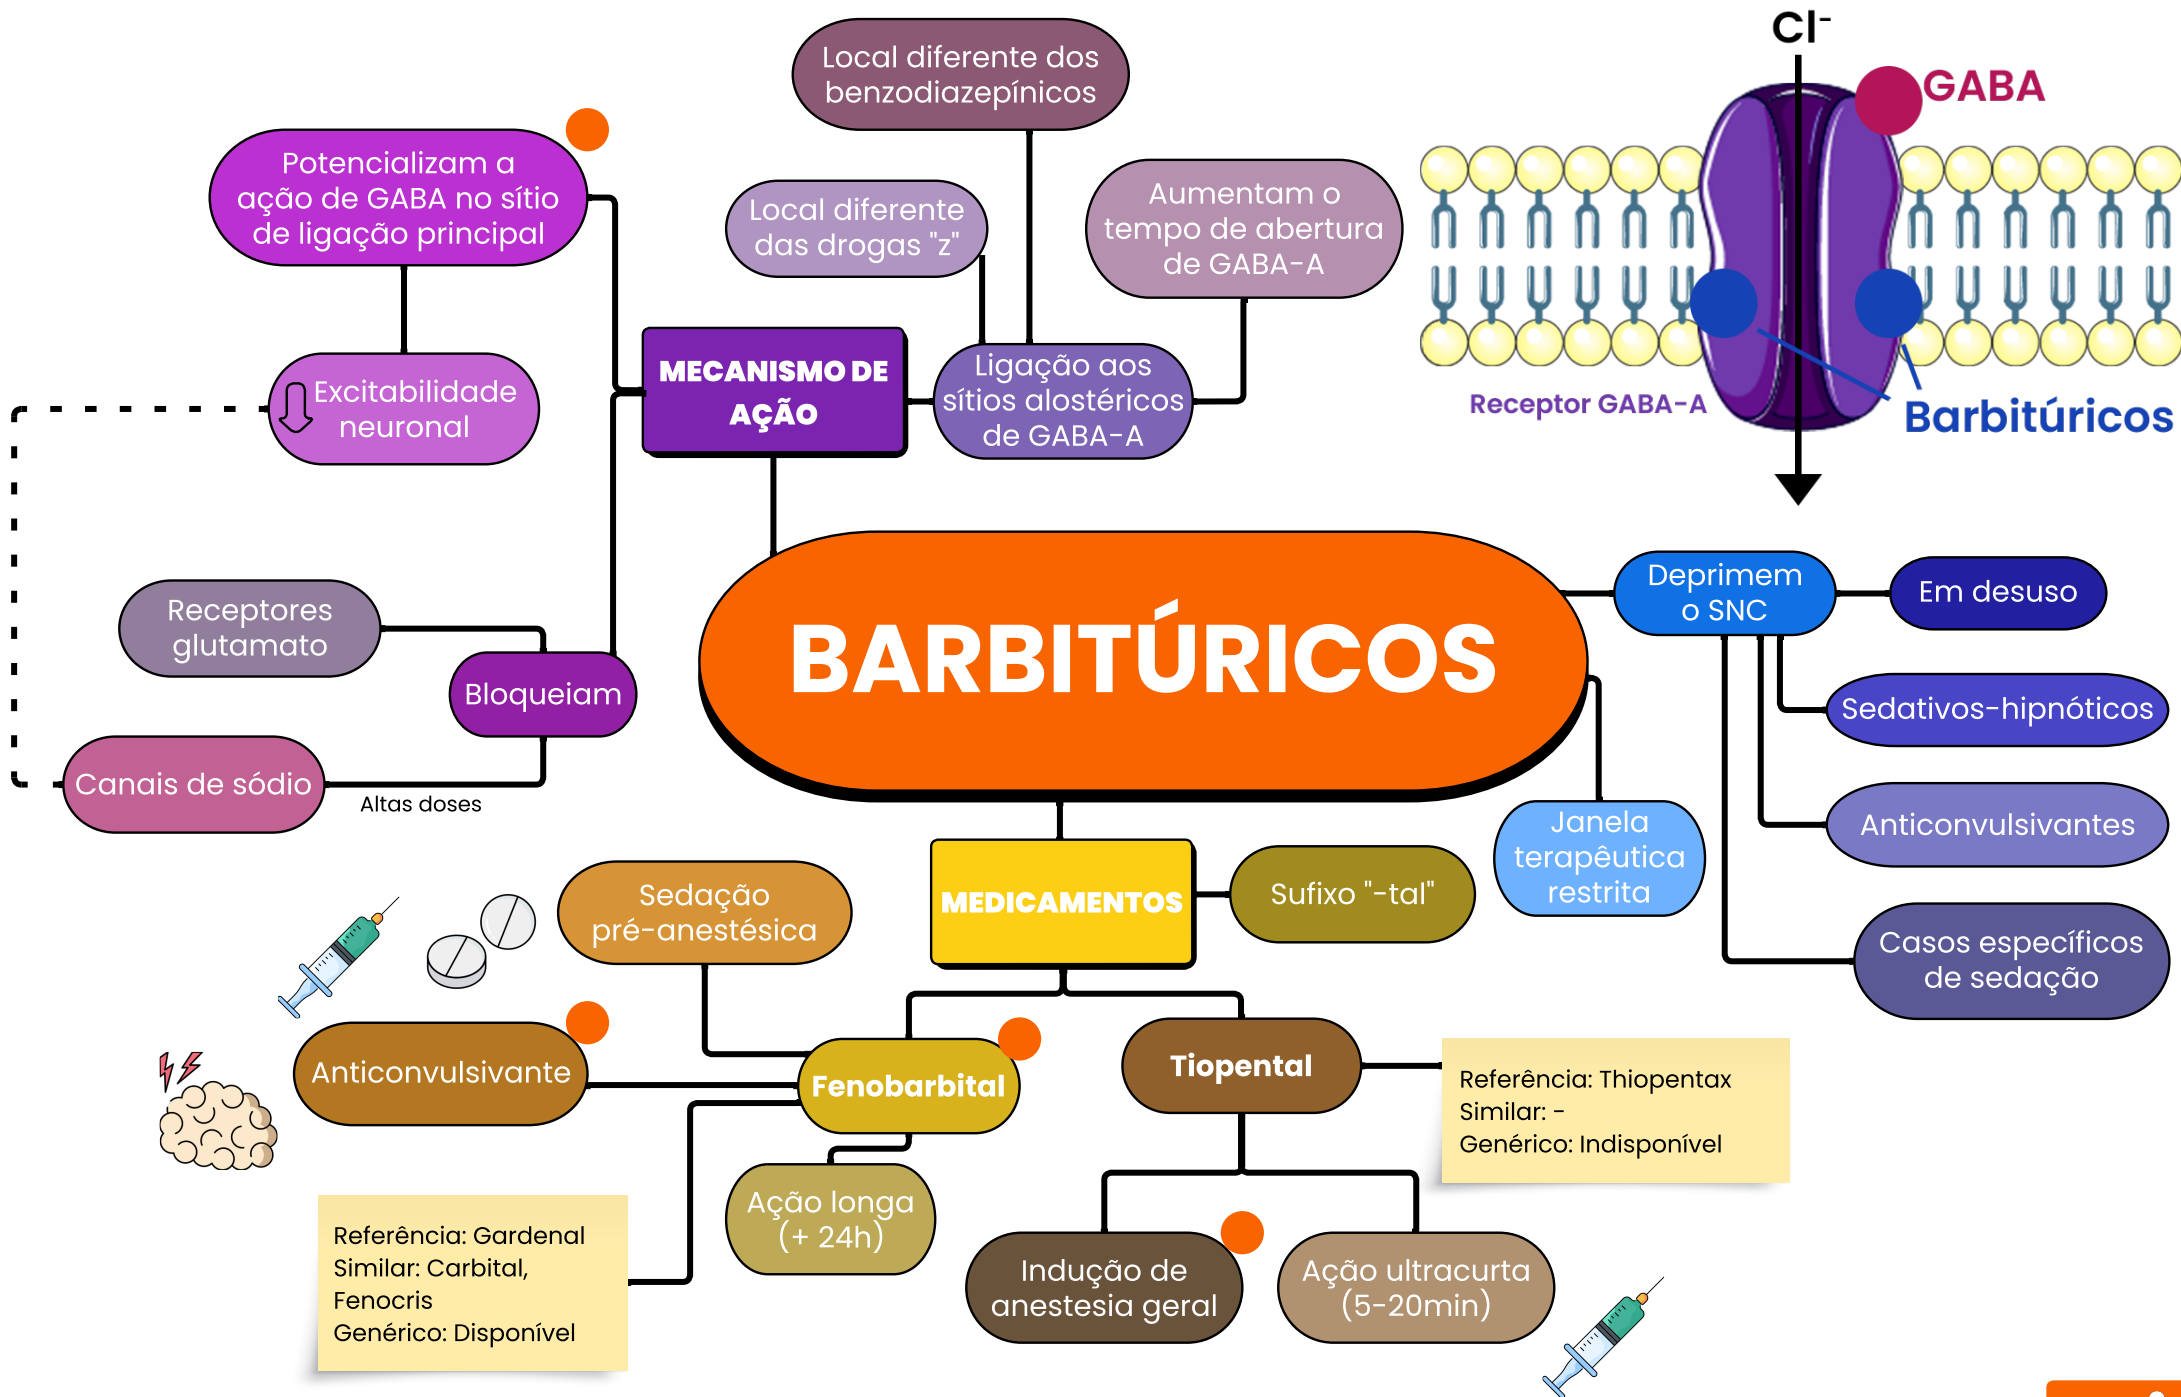 Cl⁻
GABA
Receptor GABA-A
Barbitúricos
Local diferente dos
benzodiazepínicos
Local diferente
das drogas "z"
Aumentam o
tempo de abertura
de GABA-A
Potencializam a
ação de GABA no sítio
de ligação principal
Excitabilidade
neuronal
MECANISMO DE
AÇÃO
Ligação aos
sítios alostéricos
de GABA-A
Receptores
glutamato
Bloqueiam
Canais de sódio
Altas doses
BARBITÚRICOS
Deprimem
o SNC
Em desuso
Sedativos-hipnóticos
Anticonvulsivantes
Casos específicos
de sedação
Janela
terapêutica
restrita
MEDICAMENTOS
Sufixo "-tal"
Sedação
pré-anestésica
Anticonvulsivante
Fenobarbital
Ação longa
(+ 24h)
Referência: Gardenal
Similar: Carbital,
Fenocris
Genérico: Disponível
Tiopental
Referência: Thiopentax
Similar: -
Genérico: Indisponível
Indução de
anestesia geral
Ação ultracurta
(5-20min)